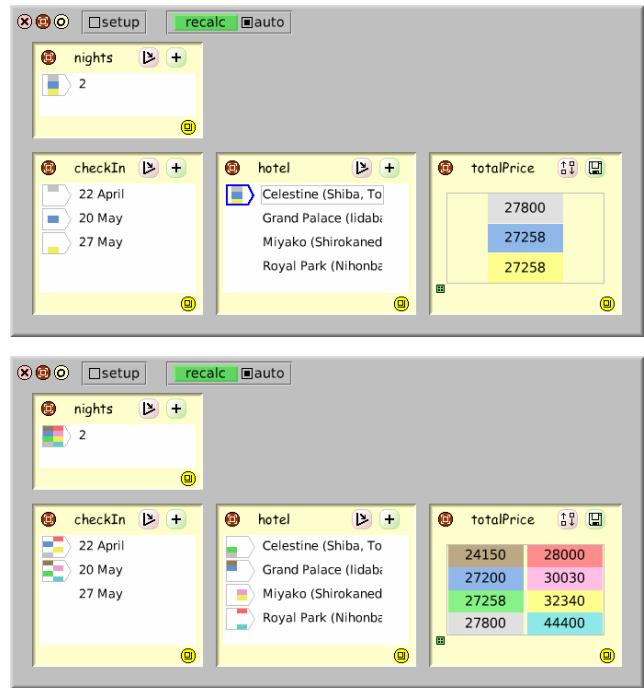 setup recalc auto
nights
2
checkIn hotel totalPrice
22 April Celestine (Shiba, To
20 May Grand Palace (Iidaba
27 May Miyako (Shirokaned
Royal Park (Nihonba
27800
27258
27258
setup recalc auto
nights
2
checkIn hotel totalPrice
22 April Celestine (Shiba, To
20 May Grand Palace (Iidaba
27 May Miyako (Shirokaned
Royal Park (Nihonba
24150 28000
27200 30030
27258 32340
27800 44400